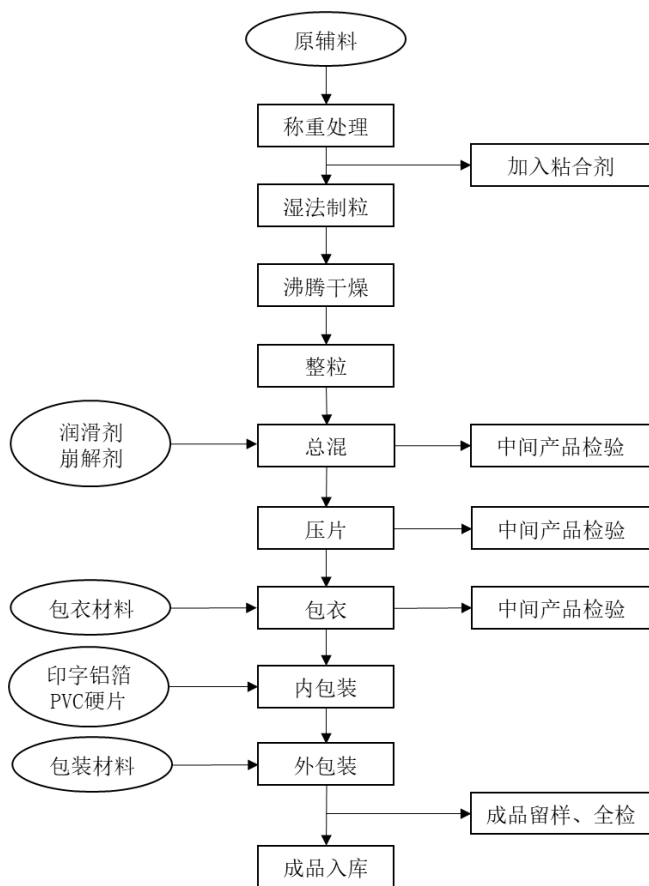 原辅料
称重处理
加入粘合剂
湿法制粒
沸腾干燥
整粒
润滑剂
崩解剂
总混
中间产品检验
压片
中间产品检验
包衣材料
包衣
中间产品检验
印字铝箔
PVC硬片
内包装
包装材料
外包装
成品留样、全检
成品入库